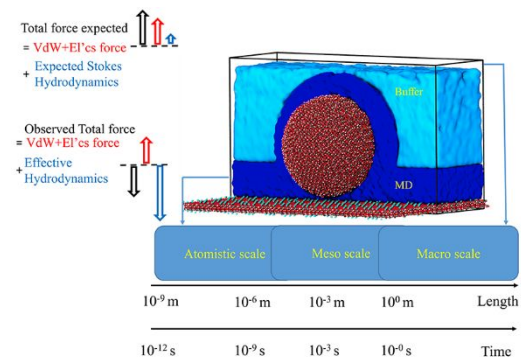 Total force expected
= VdW+El'cs force
+ Expected Stokes
Hydrodynamics
Observed Total force
= VdW+El'cs force
+ Effective
Hydrodynamics
Buffer
MD
Atomistic scale
Meso scale
Macro scale
10⁻⁹ m 10⁻⁶ m 10⁻³ m 10⁰ m Length
10⁻¹² s 10⁻⁹ s 10⁻³ s 10⁻⁰ s Time